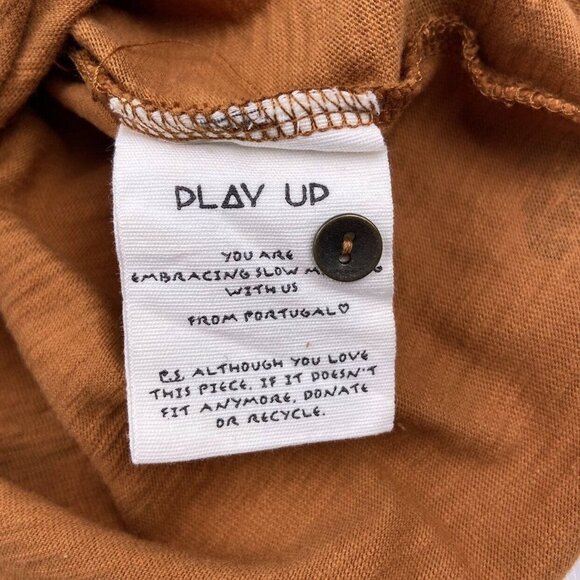 PLAY UP
YOU ARE
EMBRACING SLOW
WITH US
FROM PORTUGAL♡
P.S. ALTHOUGH YOU LOVE
THIS PIECE, IF IT DOESN'T
FIT ANYMORE, DONATE
OR RECYCLE.